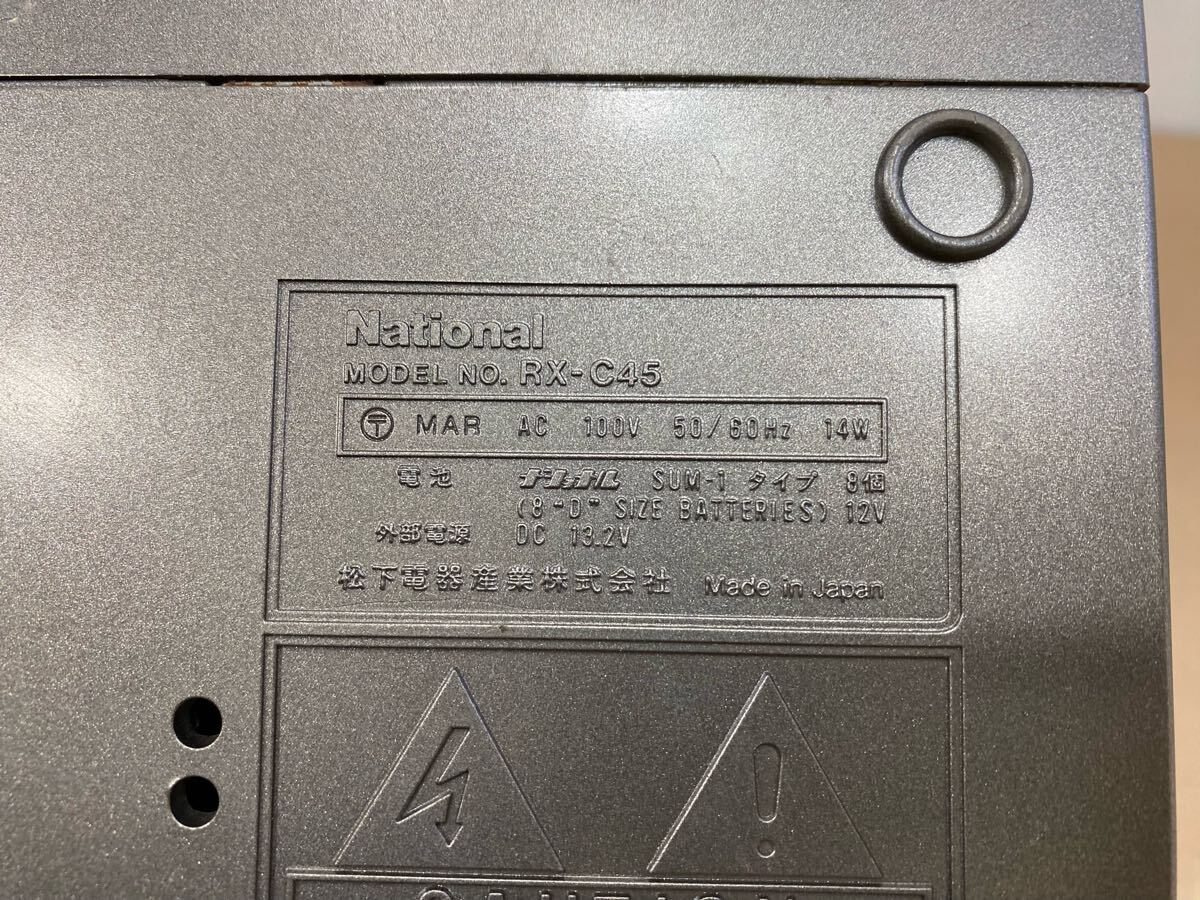 National
MODEL NO. RX-C45
〒 MAR AC 100V 50/60Hz 14W
電池 ナショナル SUM-1 タイプ 8個
(8 "D" SIZE BATTERIES) 12V
外部電源 DC 13.2V
松下電器産業株式会社 Made in Japan
CAUTION